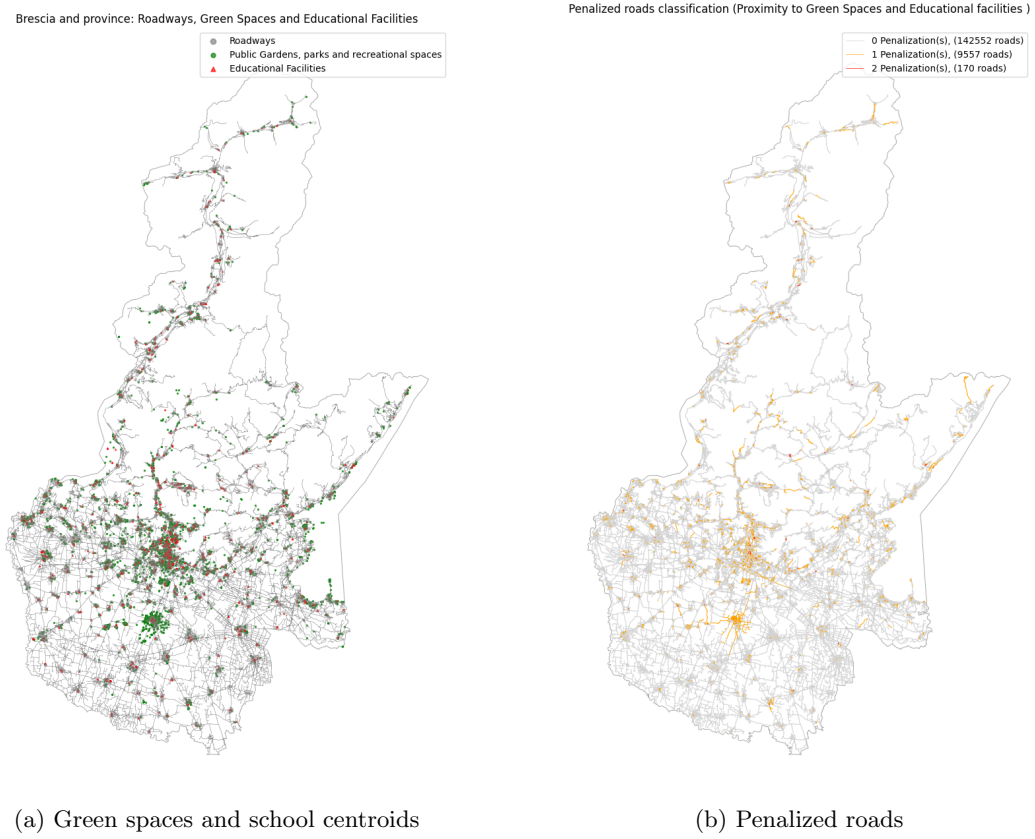 Brescia and province: Roadways, Green Spaces and Educational Facilities
Roadways
Public Gardens, parks and recreational spaces
Educational Facilities
(a) Green spaces and school centroids
Penalized roads classification (Proximity to Green Spaces and Educational facilities )
0 Penalization(s), (142552 roads)
1 Penalization(s), (9557 roads)
2 Penalization(s), (170 roads)
(b) Penalized roads